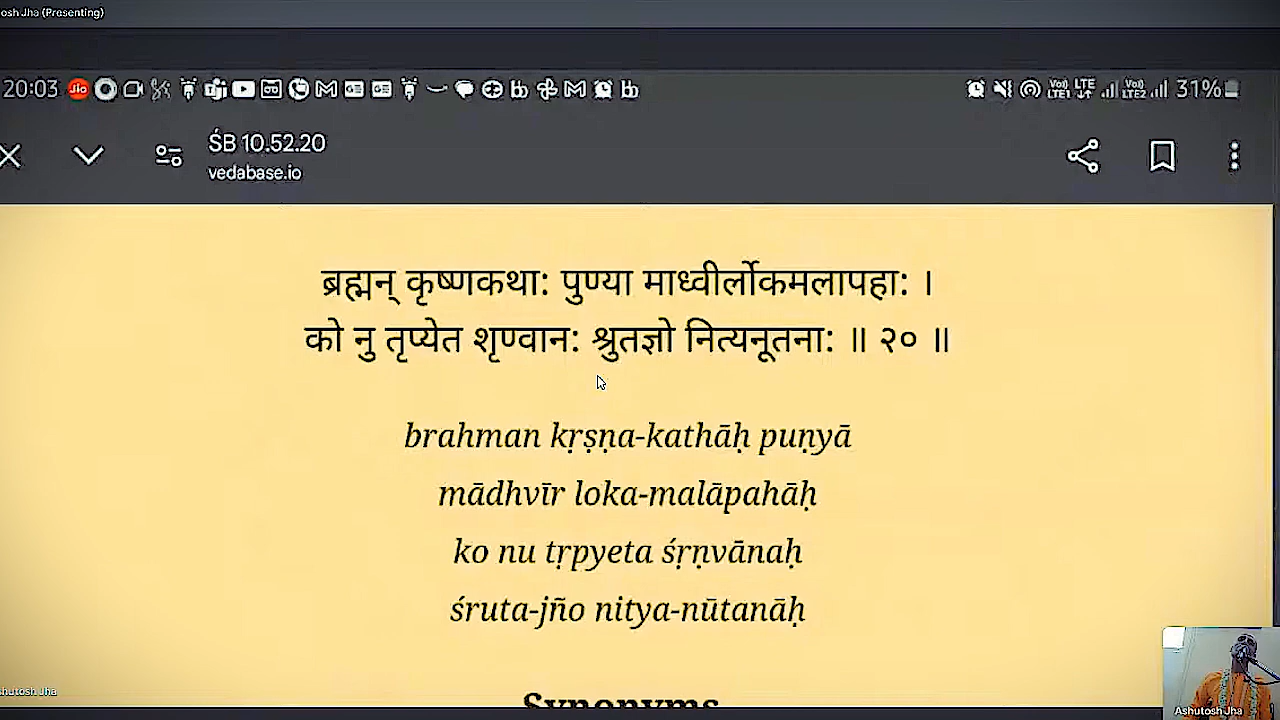 osh Jha (Presenting)
20:03 Jio 31%
ŚB 10.52.20
vedabase.io
ब्रह्मन् कृष्णकथा: पुण्या माध्वीर्लोकमलापहा: ।
को नु तृप्येत श‍ृण्वान: श्रुतज्ञो नित्यनूतना: ॥ २० ॥
brahman kṛṣṇa-kathāḥ puṇyā
mādhvīr loka-malāpahāḥ
ko nu tṛpyeta śṛṇvānaḥ
śruta-jño nitya-nūtanāḥ
Synonyms
shutosh Jha
Ashutosh Jha